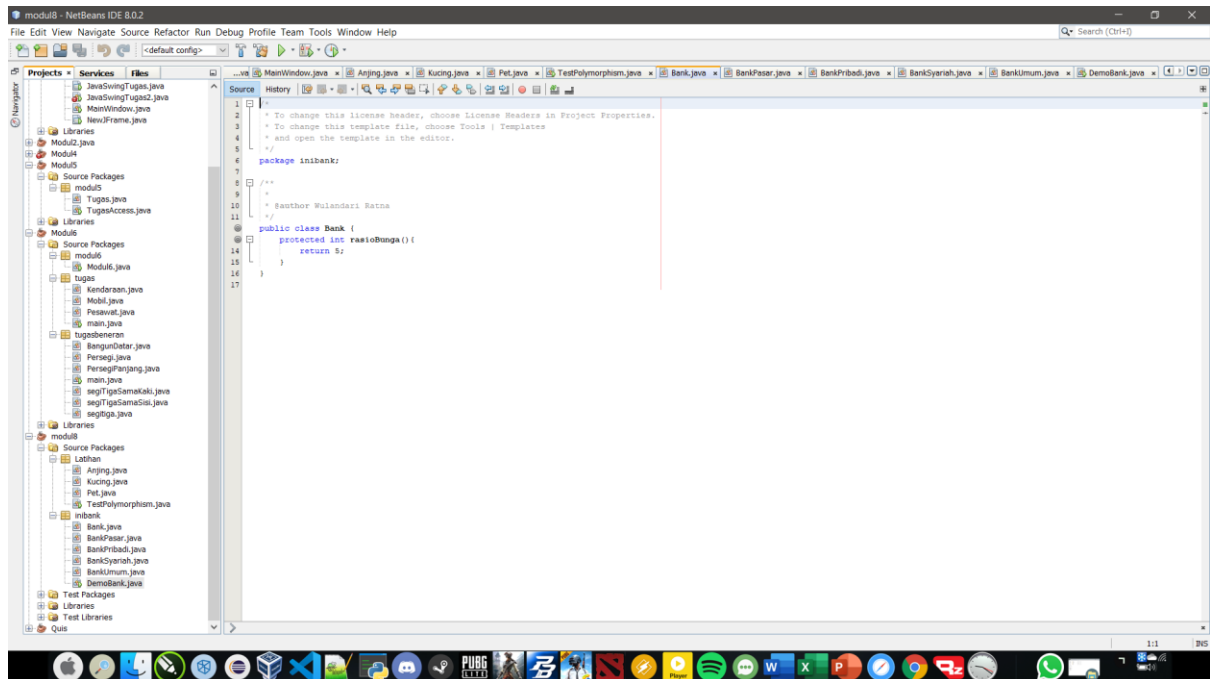 modul8 - NetBeans IDE 8.0.2
File Edit View Navigate Source Refactor Run Debug Profile Team Tools Window Help
Search (Ctrl+I)
<default config>
Projects × Services Files
...va MainWindow.java × Anjing.java × Kucing.java × Pet.java × TestPolymorphism.java × Bank.java × BankPasar.java × BankPribadi.java × BankSyariah.java × BankUmum.java × DemoBank.java ×
Navigator
JavaSwingTugas.java
JavaSwingTugas2.java
MainWindow.java
NewJFrame.java
Libraries
Modul2.java
Modul4
Modul5
Source Packages
modul5
Tugas.java
TugasAccess.java
Libraries
Modul6
Source Packages
modul6
Modul6.java
tugas
Kendaraan.java
Mobil.java
Pesawat.java
main.java
tugasbeneran
BangunDatar.java
Persegi.java
PersegiPanjang.java
main.java
segiTigaSamaKaki.java
segiTigaSamaSisi.java
segitiga.java
Libraries
modul8
Source Packages
Latihan
Anjing.java
Kucing.java
Pet.java
TestPolymorphism.java
inibank
Bank.java
BankPasar.java
BankPribadi.java
BankSyariah.java
BankUmum.java
DemoBank.java
Test Packages
Libraries
Test Libraries
Quis
Source History
1 /*
2 * To change this license header, choose License Headers in Project Properties.
3 * To change this template file, choose Tools | Templates
4 * and open the template in the editor.
5 */
6 package inibank;
7
8 /**
9 *
10 * @author Wulandari Ratna
11 */
public class Bank {
protected int rasioBunga(){
14 return 5;
15 }
16 }
17
1:1 INS
PUBG
LITE
Player